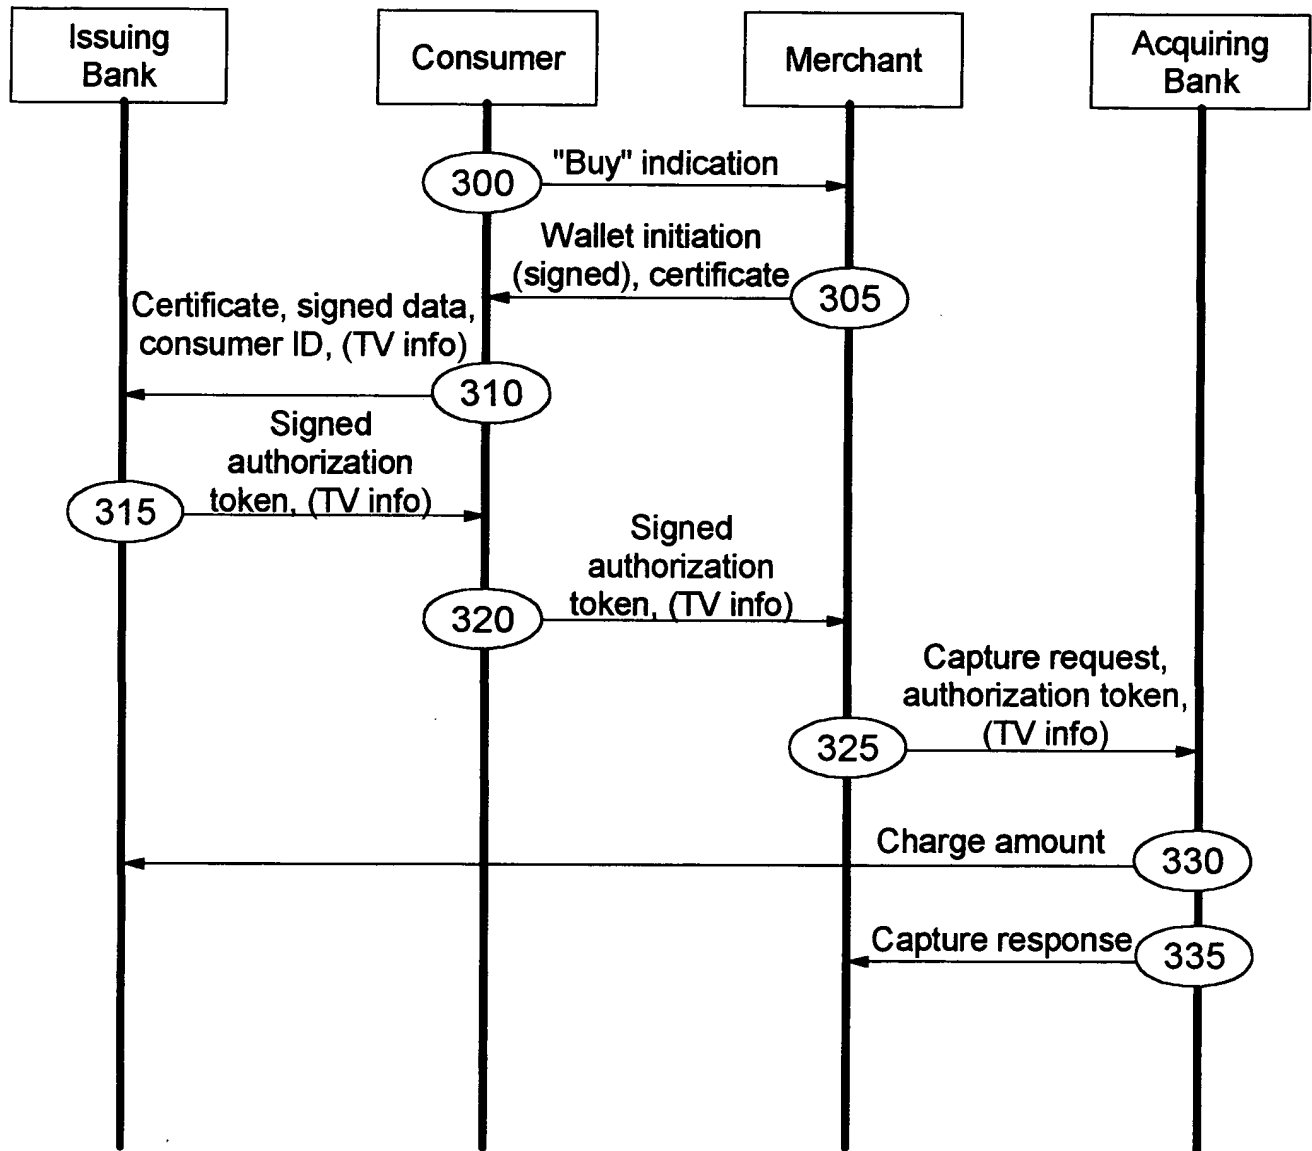 Issuing
Bank
Consumer
Merchant
Acquiring
Bank
300
"Buy" indication
Wallet initiation
(signed), certificate
305
Certificate, signed data,
consumer ID, (TV info)
310
Signed
authorization
token, (TV info)
315
Signed
authorization
token, (TV info)
320
Capture request,
authorization token,
(TV info)
325
Charge amount
330
Capture response
335